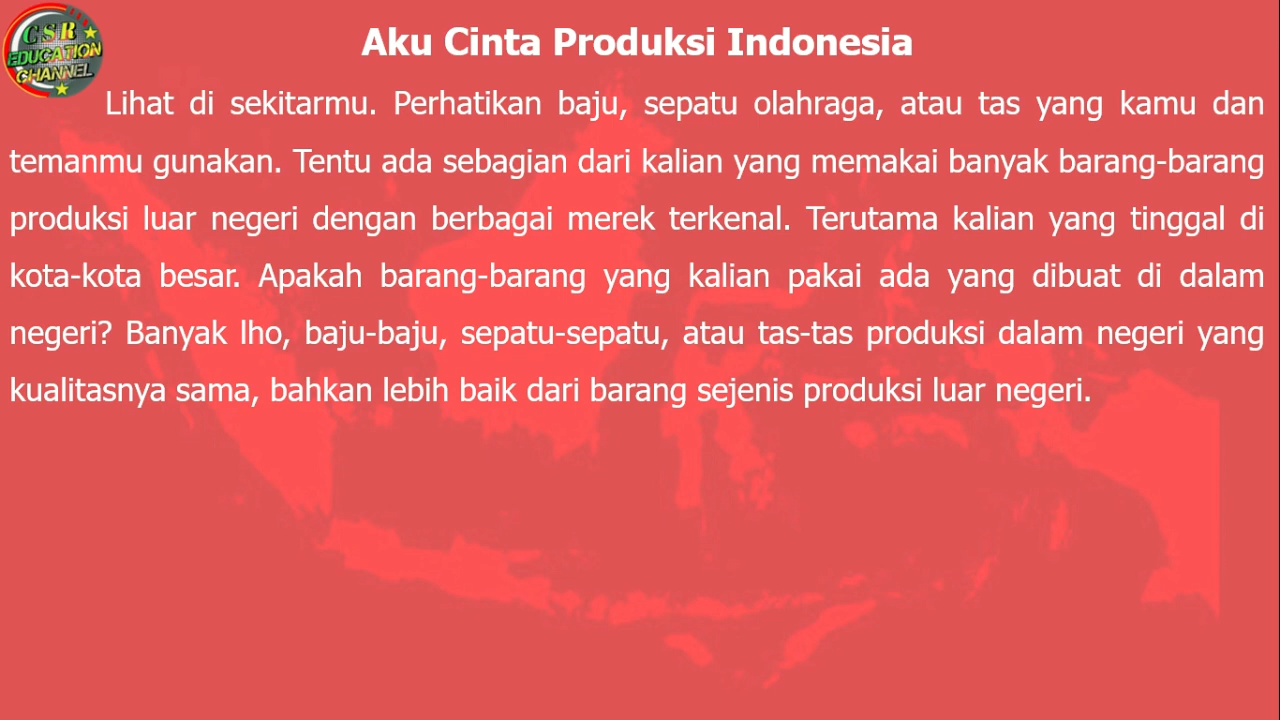 CSR
EDUCATION
CHANNEL
Aku Cinta Produksi Indonesia
Lihat di sekitarmu. Perhatikan baju, sepatu olahraga, atau tas yang kamu dan
temanmu gunakan. Tentu ada sebagian dari kalian yang memakai banyak barang-barang
produksi luar negeri dengan berbagai merek terkenal. Terutama kalian yang tinggal di
kota-kota besar. Apakah barang-barang yang kalian pakai ada yang dibuat di dalam
negeri? Banyak lho, baju-baju, sepatu-sepatu, atau tas-tas produksi dalam negeri yang
kualitasnya sama, bahkan lebih baik dari barang sejenis produksi luar negeri.